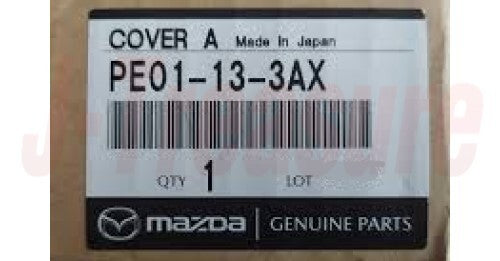 COVER A Made in Japan
PE01-13-3AX
QTY 1 LOT
mazda GENUINE PARTS